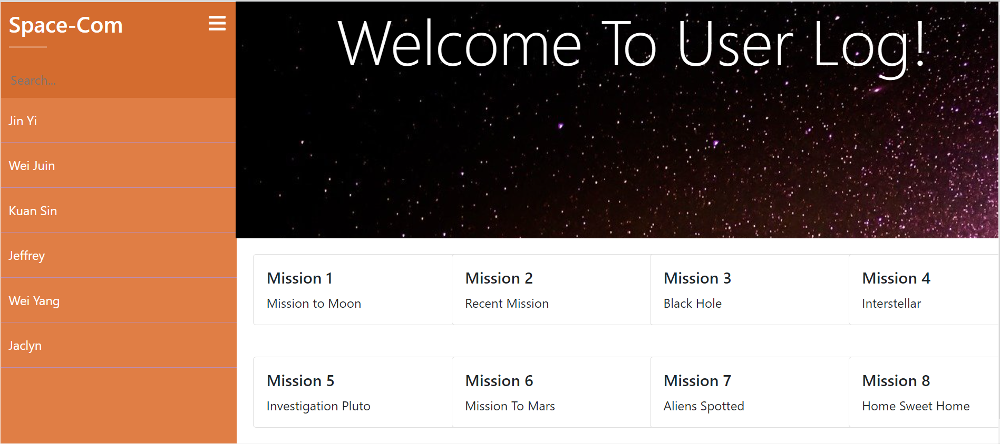 Space-Com
Search...
Jin Yi
Wei Juin
Kuan Sin
Jeffrey
Wei Yang
Jaclyn
Welcome To User Log!
Mission 1
Mission to Moon
Mission 2
Recent Mission
Mission 3
Black Hole
Mission 4
Interstellar
Mission 5
Investigation Pluto
Mission 6
Mission To Mars
Mission 7
Aliens Spotted
Mission 8
Home Sweet Home